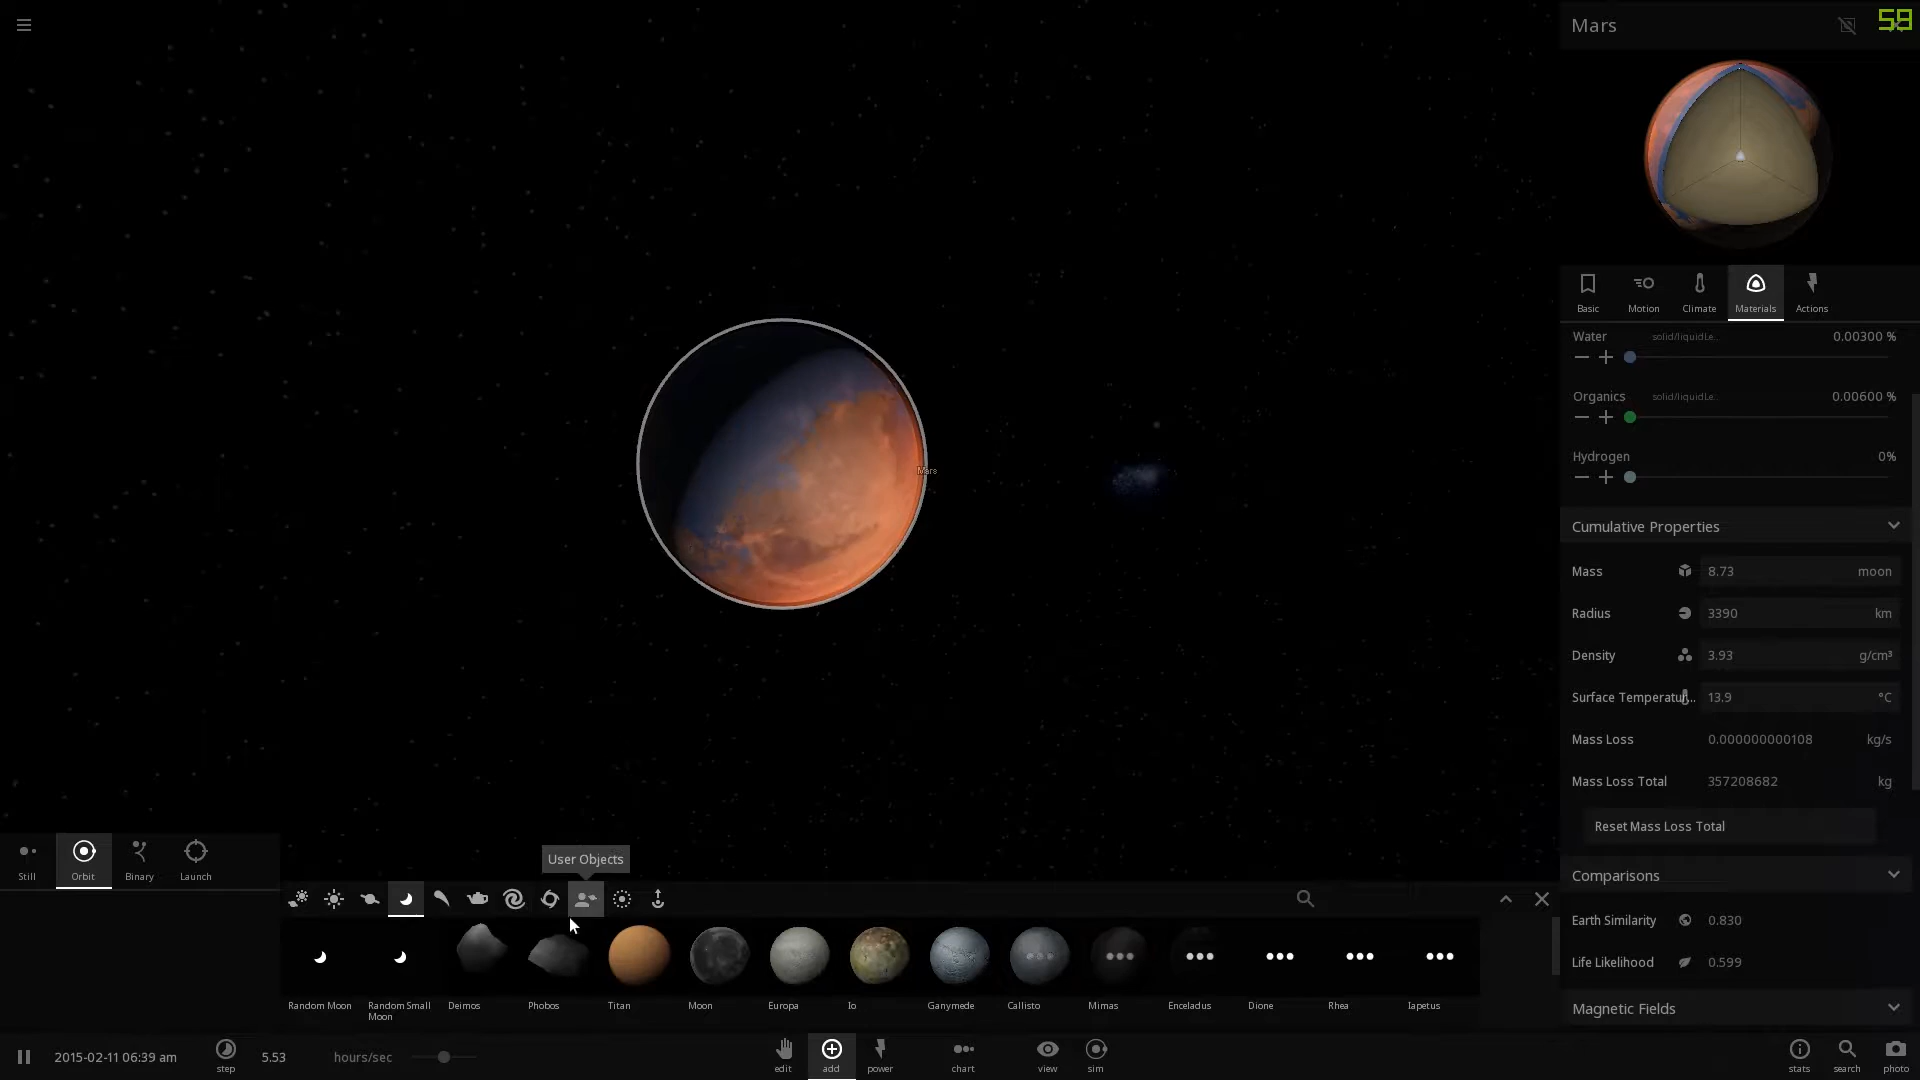 Mars
59
Basic
Motion
Climate
Materials
Actions
Water solid/liquidLe... 0.00300 %
Organics solid/liquidLe.. 0.00600 %
Hydrogen 0%
Mars
Cumulative Properties
Mass 8.73 moon
Radius 3390 km
Density 3.93 g/cm³
Surface Temperatur... 13.9 °C
Mass Loss 0.000000000108 kg/s
Mass Loss Total 357208682 kg
Reset Mass Loss Total
Comparisons
Earth Similarity 0.830
Life Likelihood 0.599
Magnetic Fields
Still
Orbit
Binary
Launch
User Objects
Random Moon
Random Small
Moon
Deimos
Phobos
Titan
Moon
Europa
Io
Ganymede
Callisto
Mimas
Enceladus
Dione
Rhea
Iapetus
2015-02-11 06:39 am
step
5.53 hours/sec
edit
add
power
chart
view
sim
stats
search
photo